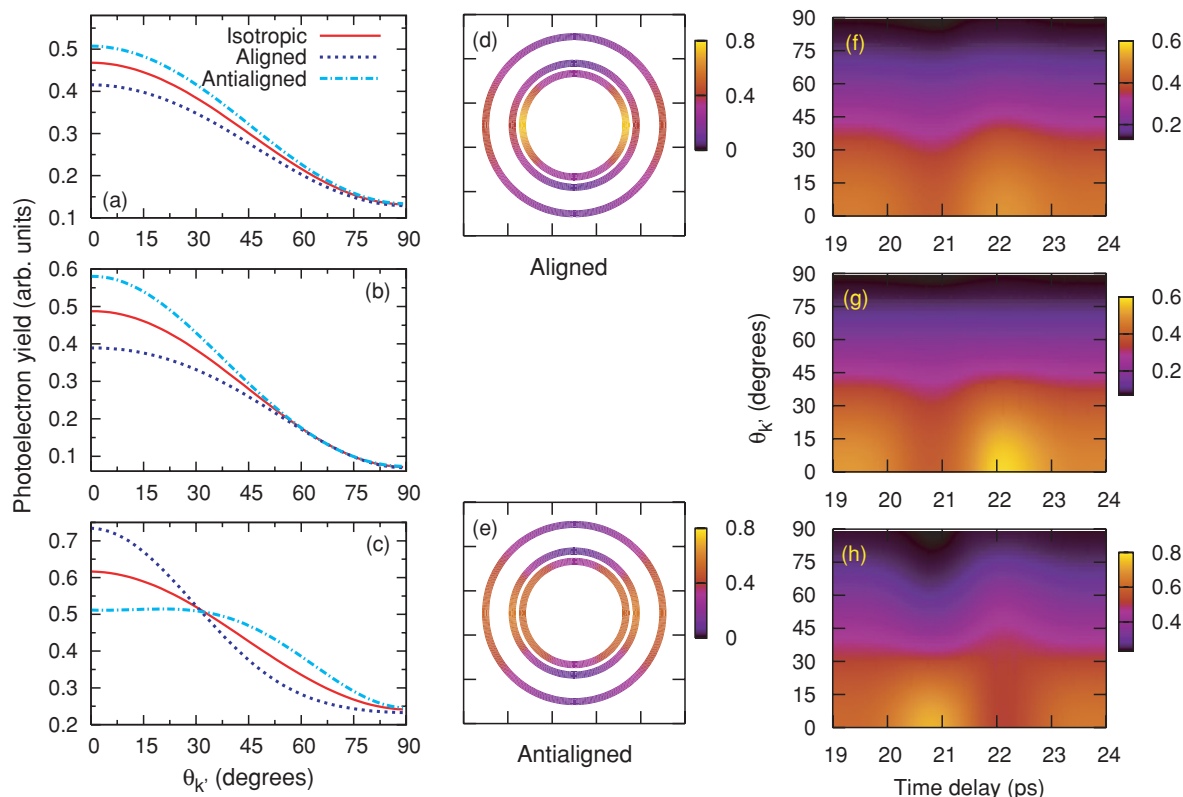 Photoelectron yield (arb. units)
Isotropic
Aligned
Antialigned
0.5
0.4
0.3
0.2
0.1
(a)
0 15 30 45 60 75 90
0.6
0.5
0.4
0.3
0.2
0.1
(b)
0 15 30 45 60 75 90
0.7
0.6
0.5
0.4
0.3
0.2
(c)
0 15 30 45 60 75 90
θk' (degrees)
(d)
0.8
0.4
0
Aligned
(e)
0.8
0.4
0
Antialigned
θk' (degrees)
(f)
90
75
60
45
30
15
0
19 20 21 22 23 24
0.6
0.4
0.2
(g)
90
75
60
45
30
15
0
19 20 21 22 23 24
0.6
0.4
0.2
(h)
90
75
60
45
30
15
0
19 20 21 22 23 24
0.8
0.6
0.4
Time delay (ps)